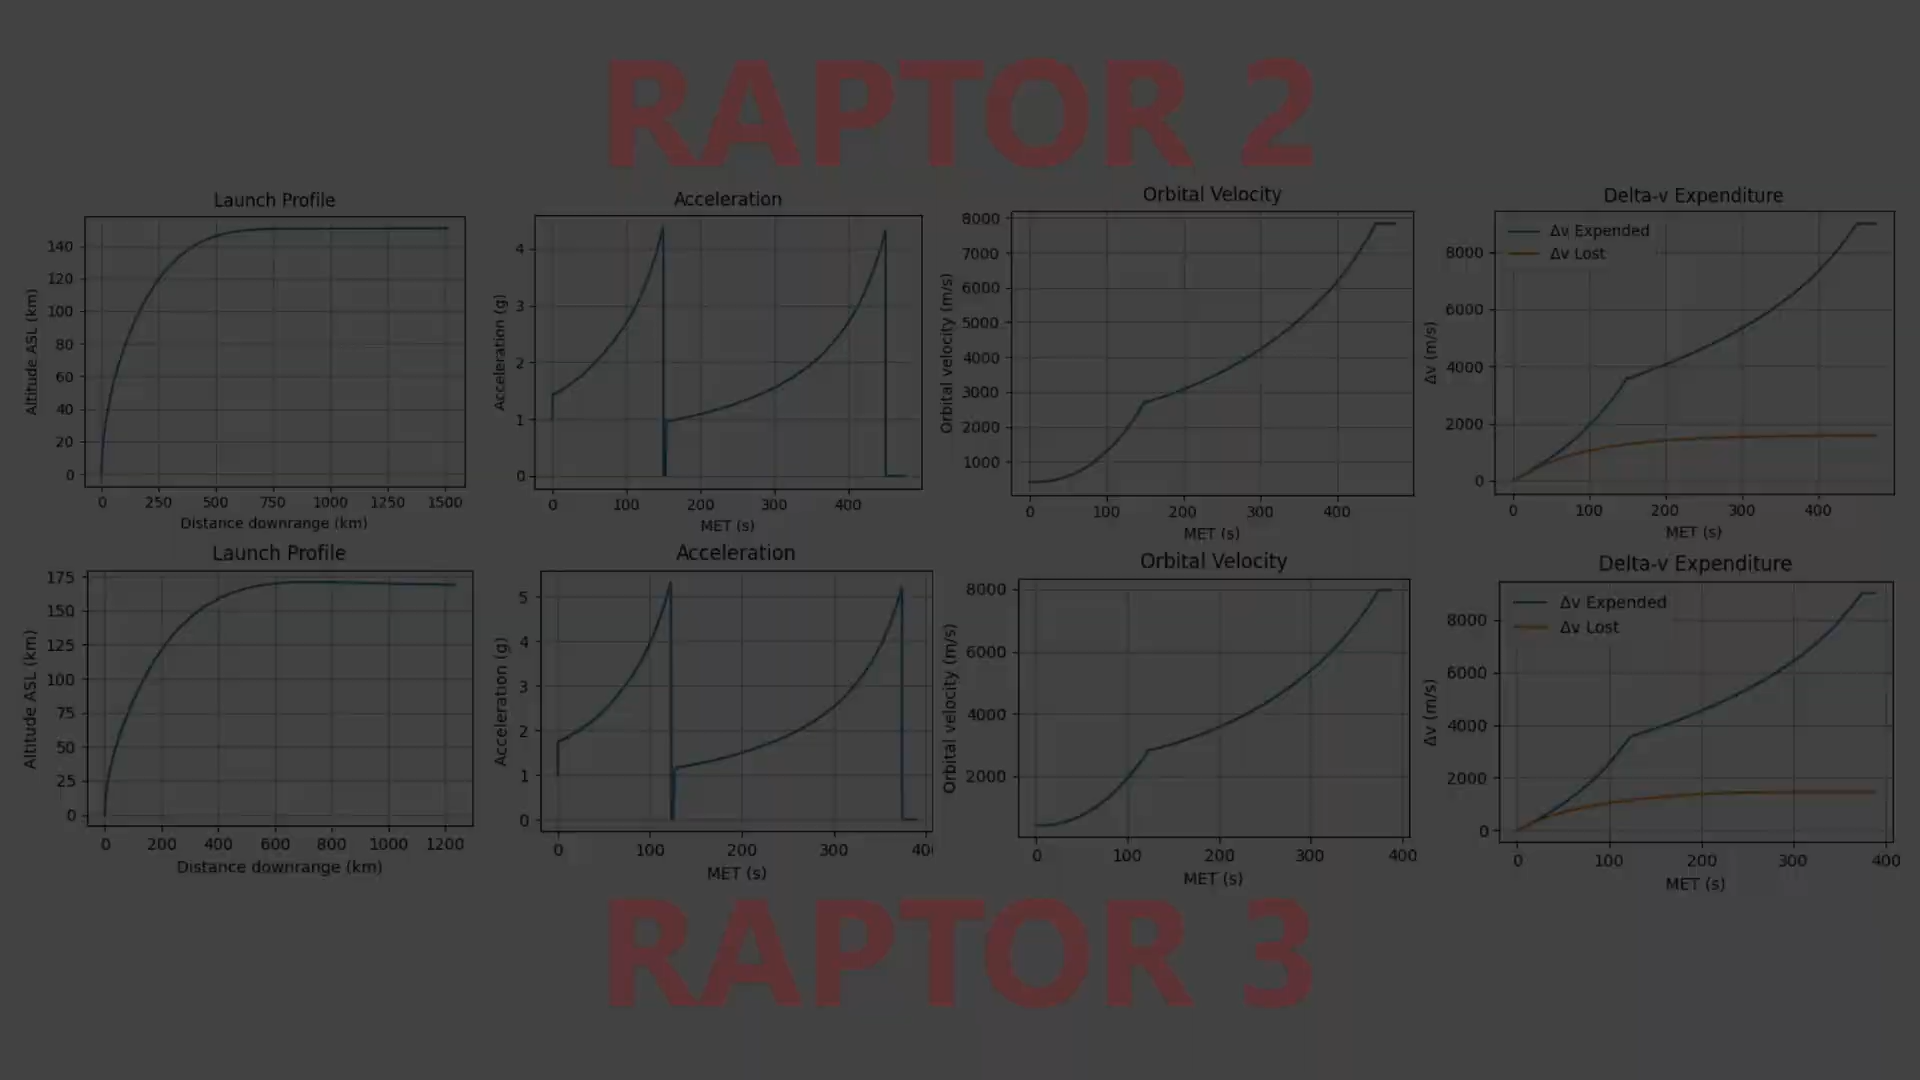 RAPTOR 2
Launch Profile
Altitude ASL (km)
140
120
100
80
60
40
20
0
0 250 500 750 1000 1250 1500
Distance downrange (km)
Acceleration
Acceleration (g)
4
3
2
1
0
0 100 200 300 400
MET (s)
Orbital Velocity
Orbital velocity (m/s)
8000
7000
6000
5000
4000
3000
2000
1000
0 100 200 300 400
MET (s)
Delta-v Expenditure
Δv Expended
Δv Lost
Δv (m/s)
8000
6000
4000
2000
0
0 100 200 300 400
MET (s)
Launch Profile
Altitude ASL (km)
175
150
125
100
75
50
25
0
0 200 400 600 800 1000 1200
Distance downrange (km)
Acceleration
Acceleration (g)
5
4
3
2
1
0
0 100 200 300 40
MET (s)
Orbital Velocity
Orbital velocity (m/s)
8000
6000
4000
2000
0 100 200 300 400
MET (s)
Delta-v Expenditure
Δv Expended
Δv Lost
Δv (m/s)
8000
6000
4000
2000
0
0 100 200 300 400
MET (s)
RAPTOR 3